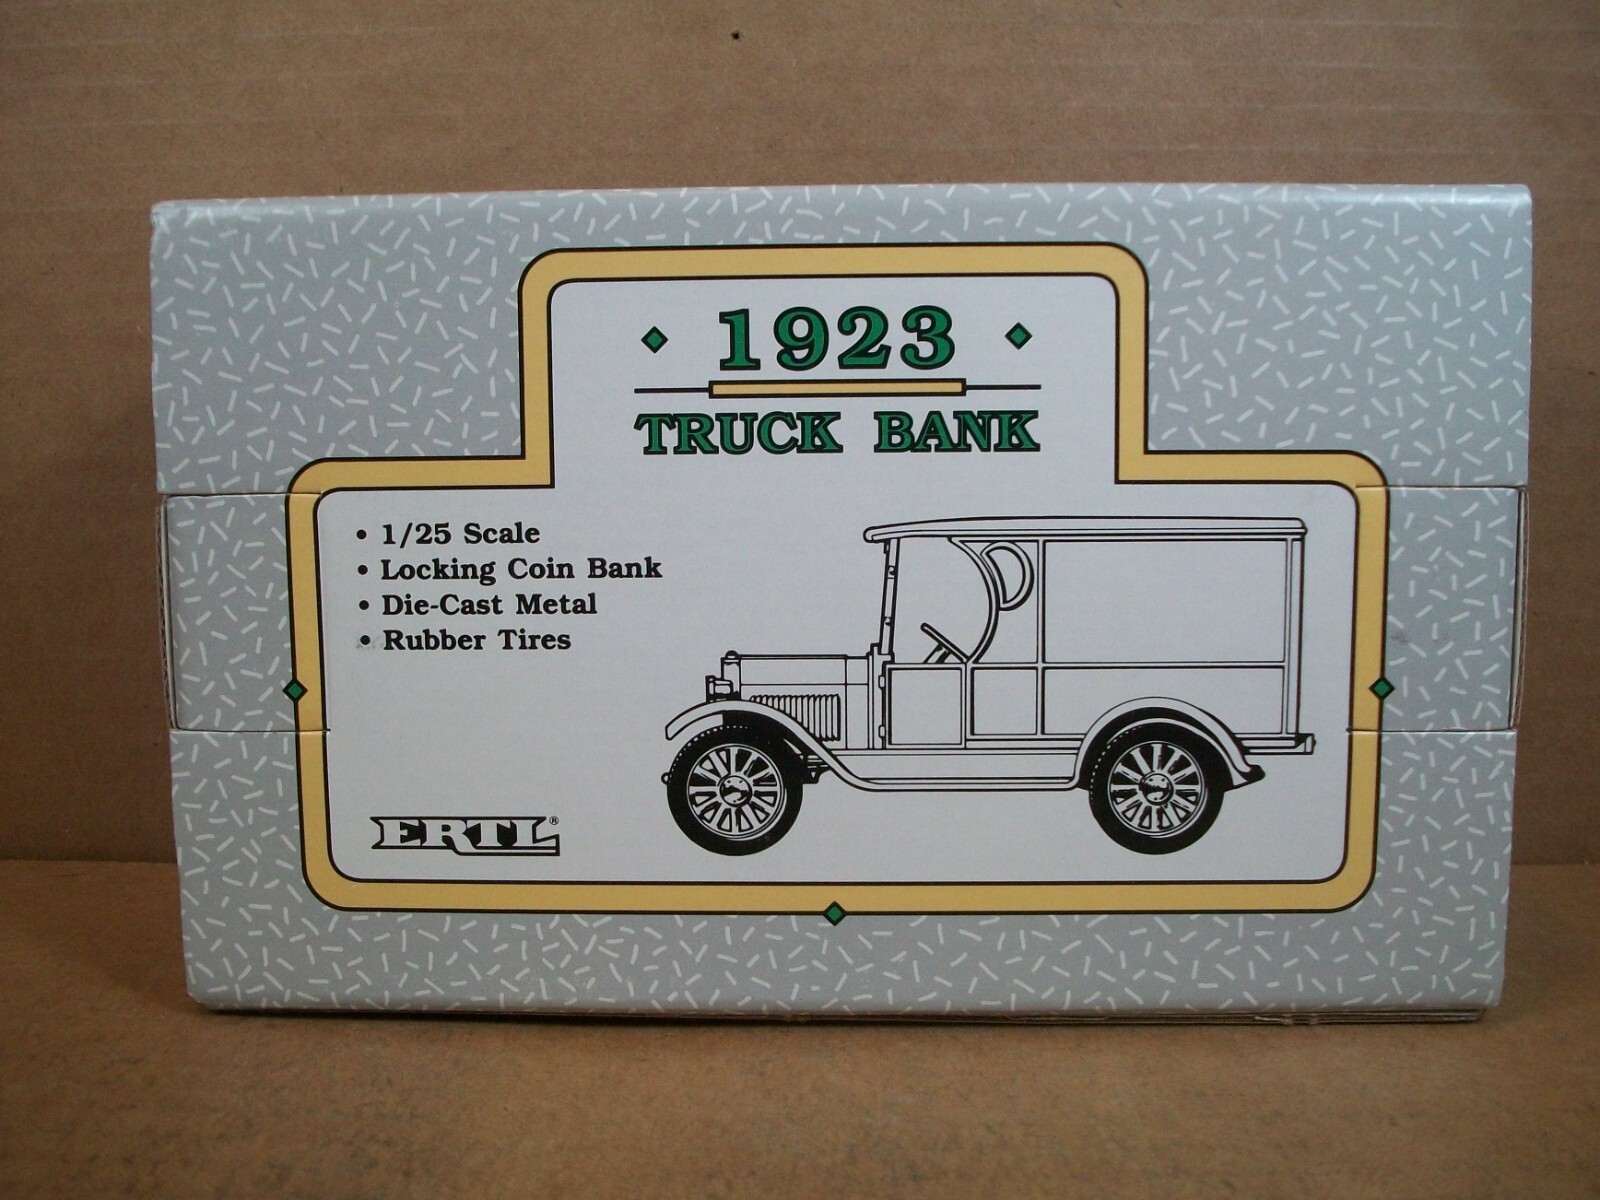 1923
TRUCK BANK
• 1/25 Scale
• Locking Coin Bank
• Die-Cast Metal
• Rubber Tires
ERTL®